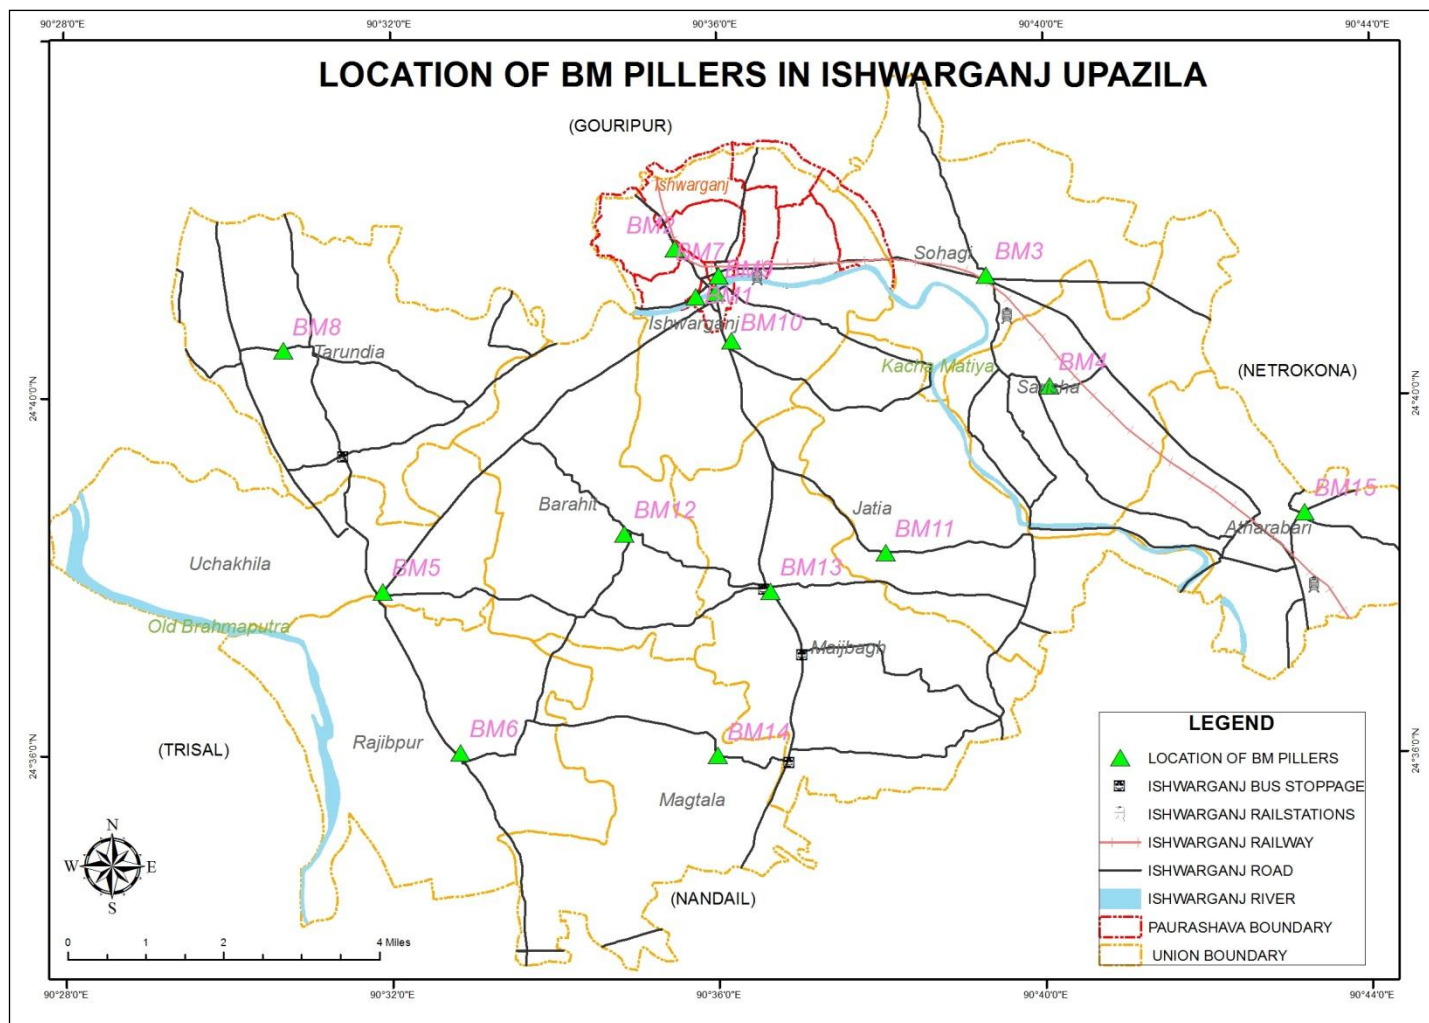 90°28'0"E 90°32'0"E 90°36'0"E 90°40'0"E 90°44'0"E
LOCATION OF BM PILLERS IN ISHWARGANJ UPAZILA
(GOURIPUR)
Ishwarganj
BM2
BM7
Sohagi
BM3
BM9
BM1
Ishwarganj
BM10
BM8
Tarundia
Kacha Matiya
BM4
(NETROKONA)
24°40'0"N
24°40'0"N
BM15
Barahit
BM12
Jatia
BM11
Atharabari
Uchakhila
BM5
BM13
Old Brahmaputra
Maijbagh
(TRISAL)
Rajibpur
BM6
BM14
24°36'0"N
24°36'0"N
Magtala
(NANDAIL)
N
W E
S
0 1 2 4 Miles
LEGEND
LOCATION OF BM PILLERS
ISHWARGANJ BUS STOPPAGE
ISHWARGANJ RAILSTATIONS
ISHWARGANJ RAILWAY
ISHWARGANJ ROAD
ISHWARGANJ RIVER
PAURASHAVA BOUNDARY
UNION BOUNDARY
90°28'0"E 90°32'0"E 90°36'0"E 90°40'0"E 90°44'0"E